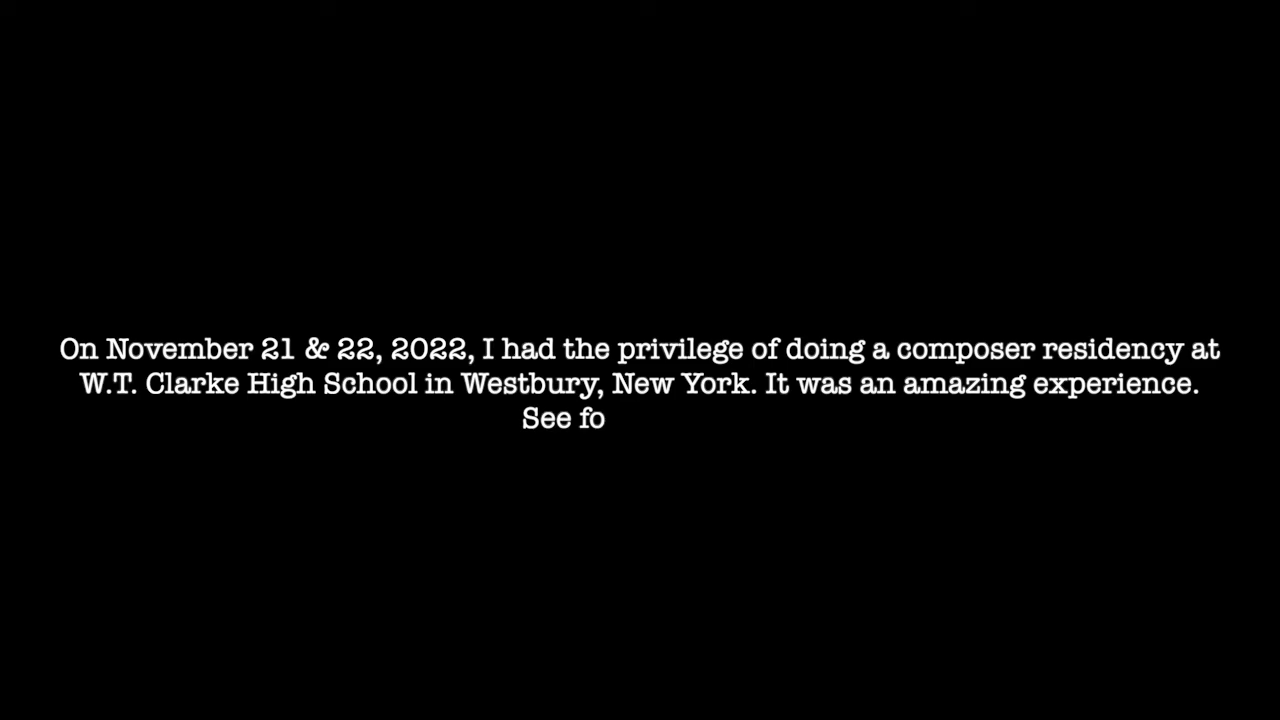 On November 21 & 22, 2022, I had the privilege of doing a composer residency at
W.T. Clarke High School in Westbury, New York. It was an amazing experience.
See fo